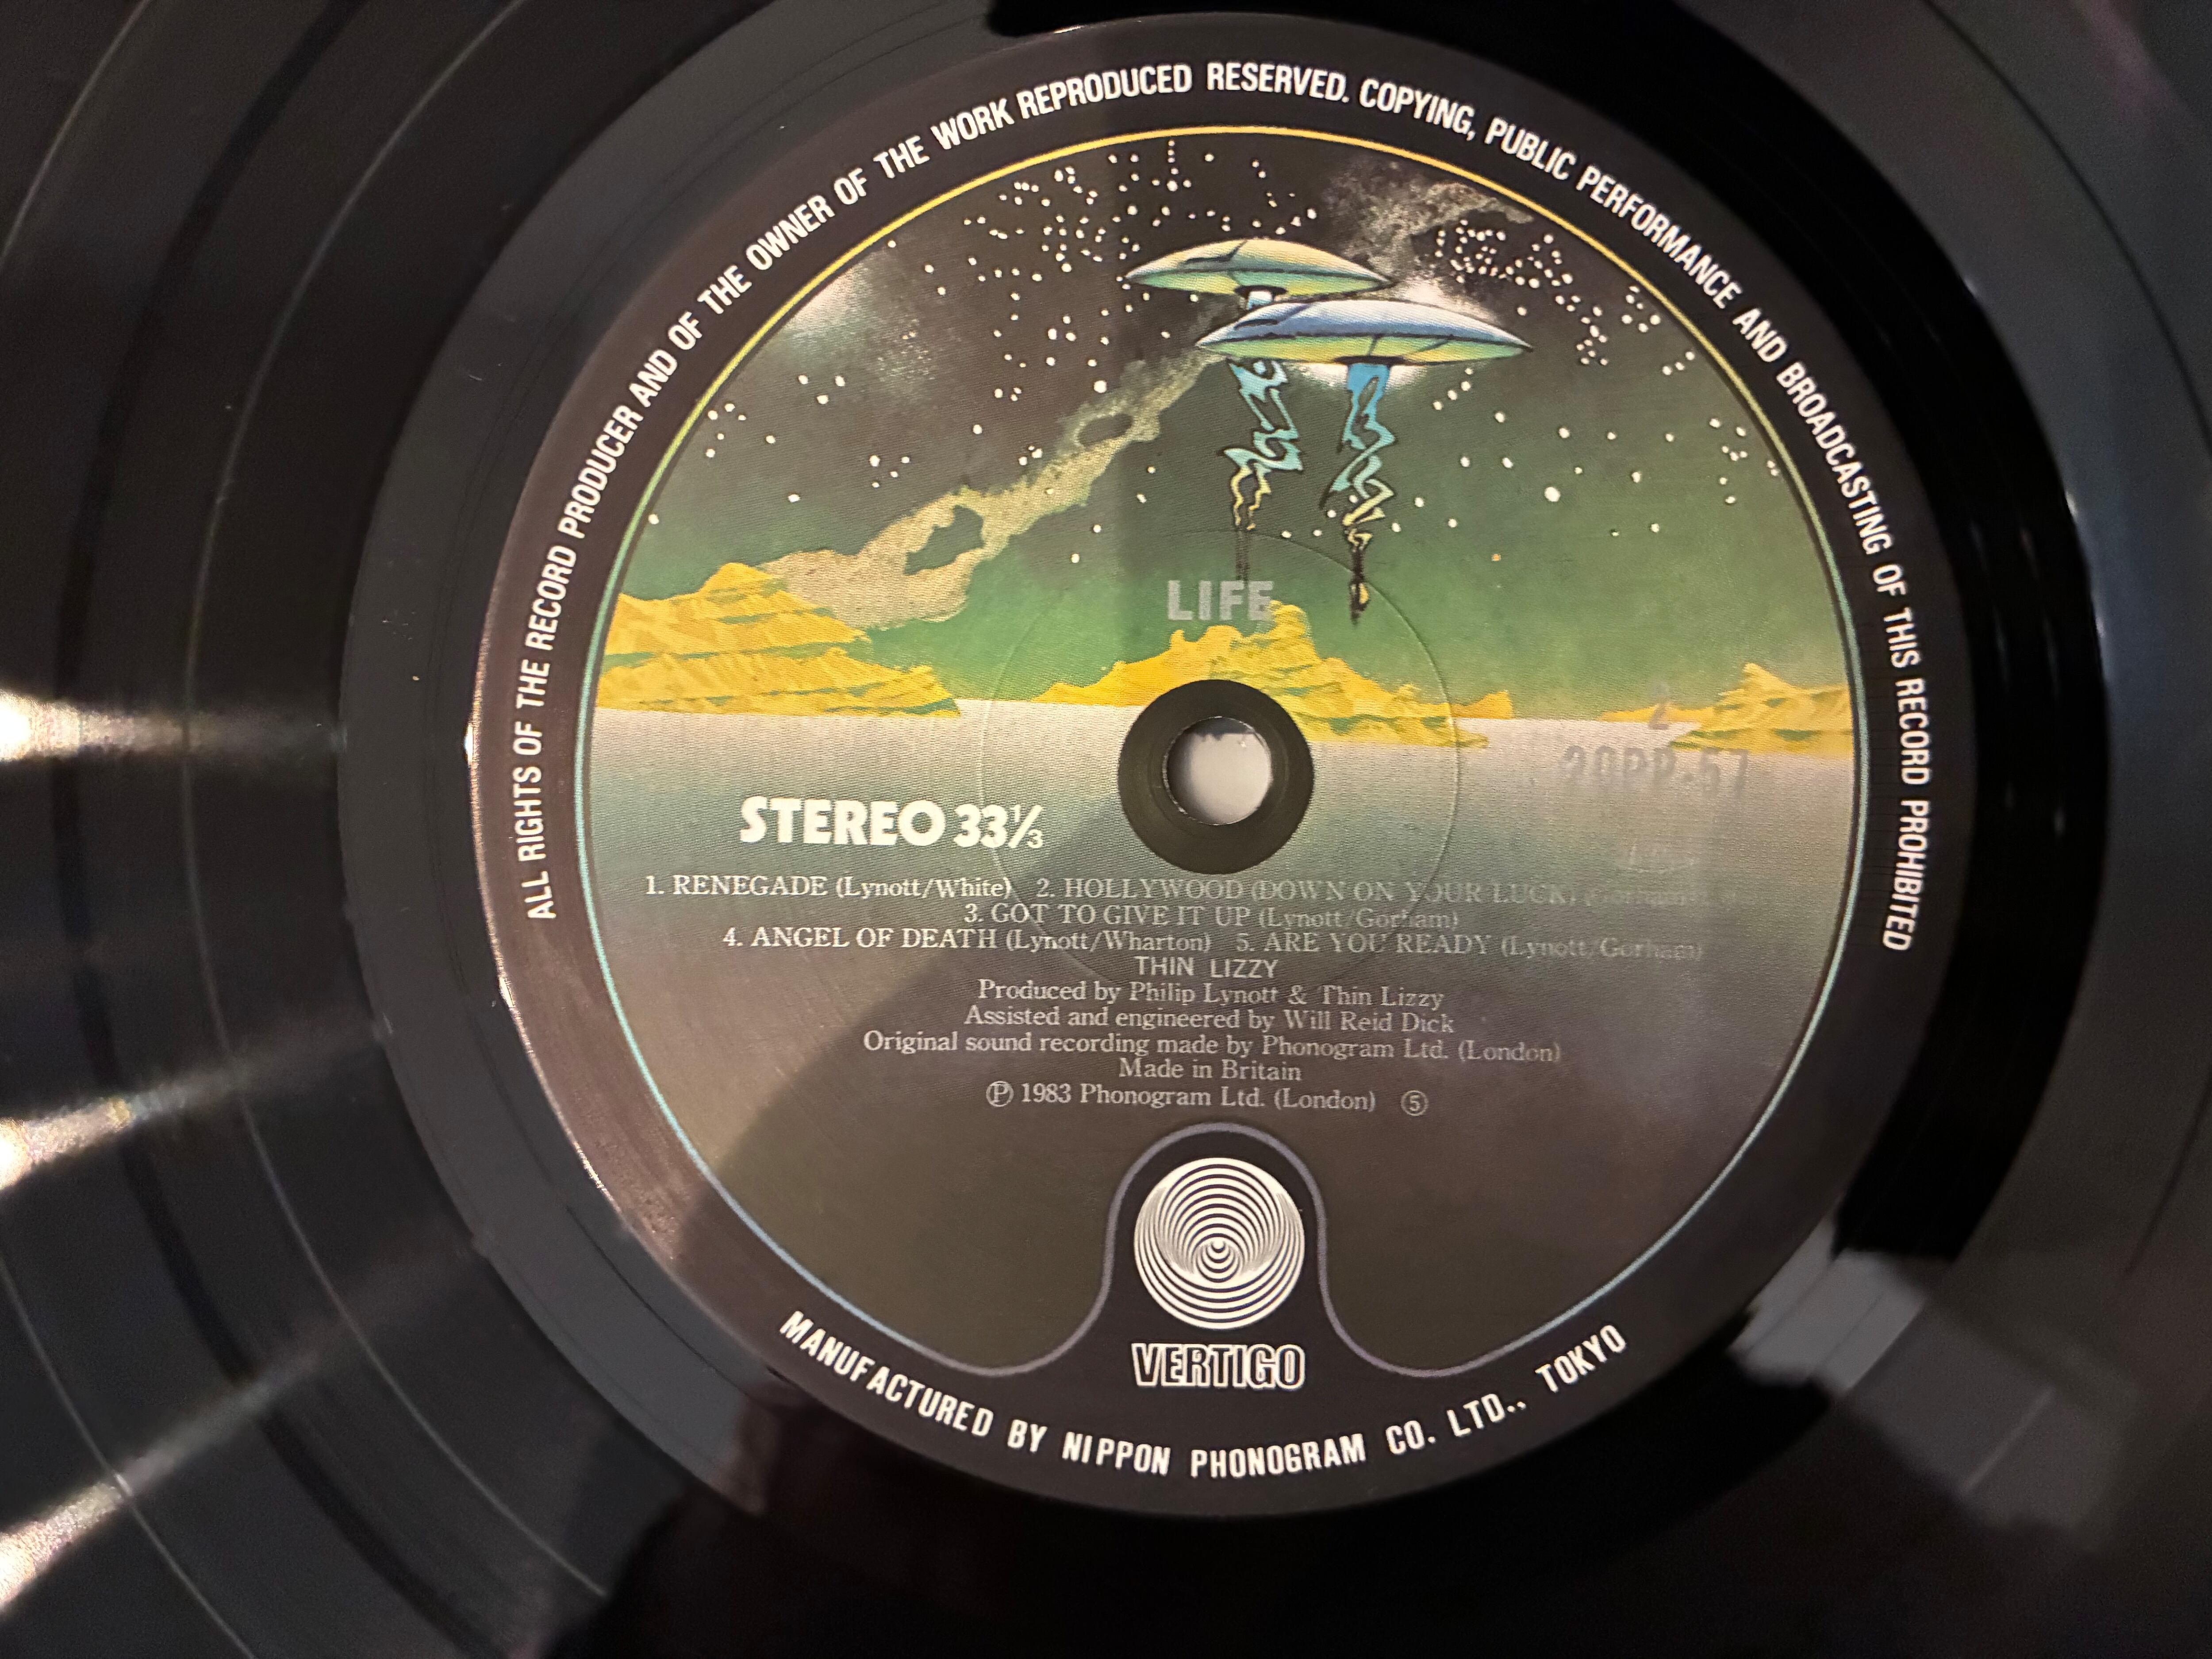 ALL RIGHTS OF THE RECORD PRODUCER AND OF THE OWNER OF THE WORK REPRODUCED RESERVED. COPYING, PUBLIC PERFORMANCE AND BROADCASTING OF THIS RECORD PROHIBITED
LIFE
2
20PP-57
STEREO 33⅓
1. RENEGADE (Lynott/White) 2. HOLLYWOOD (DOWN ON YOUR LUCK)
3. GOT TO GIVE IT UP (Lynott/Gorham)
4. ANGEL OF DEATH (Lynott/Wharton) 5. ARE YOU READY (Lynott/Gorham)
THIN LIZZY
Produced by Philip Lynott & Thin Lizzy
Assisted and engineered by Will Reid Dick
Original sound recording made by Phonogram Ltd. (London)
Made in Britain
℗ 1983 Phonogram Ltd. (London) ⑤
VERTIGO
MANUFACTURED BY NIPPON PHONOGRAM CO. LTD., TOKYO